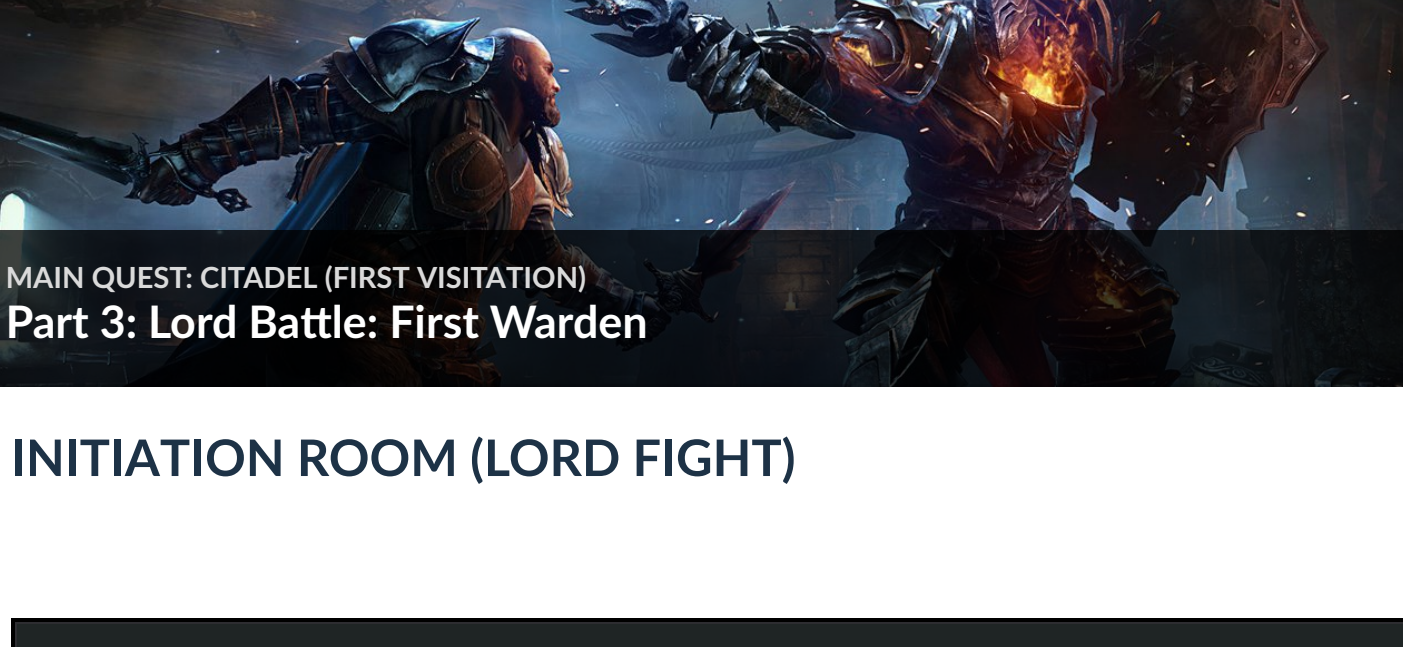 MAIN QUEST: CITADEL (FIRST VISITATION)
Part 3: Lord Battle: First Warden
INITIATION ROOM (LORD FIGHT)